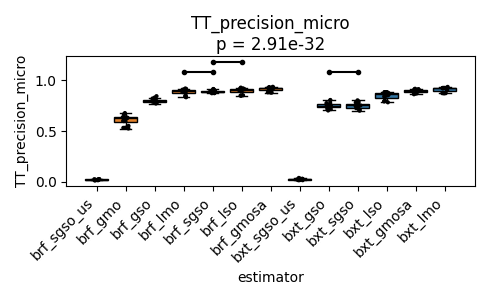 TT_precision_micro
p = 2.91e-32
TT_precision_micro
1.0
0.5
0.0
brf_sgso_us
brf_gmo
brf_gso
brf_lmo
brf_sgso
brf_lso
brf_gmosa
bxt_sgso_us
bxt_gso
bxt_sgso
bxt_lso
bxt_gmosa
bxt_lmo
estimator